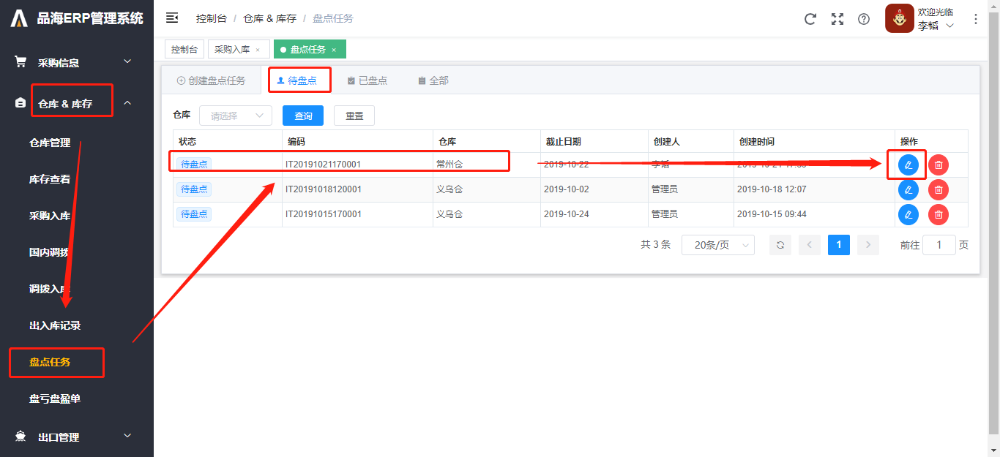 品海ERP管理系统
控制台 / 仓库 & 库存 / 盘点任务
欢迎光临
李韬
控制台
采购入库 ×
盘点任务 ×
采购信息
仓库 & 库存
仓库管理
库存查看
采购入库
国内调拨
调拨入库
出入库记录
盘点任务
盘亏盘盈单
出口管理
创建盘点任务
待盘点
已盘点
全部
仓库 请选择 查询 重置
状态 编码 仓库 截止日期 创建人 创建时间 操作
待盘点 IT20191021170001 常州仓 2019-10-22 李韬
待盘点 IT20191018120001 义乌仓 2019-10-02 管理员 2019-10-18 12:07
待盘点 IT20191015170001 义乌仓 2019-10-24 管理员 2019-10-15 09:44
共 3 条 20条/页 1 前往 1 页